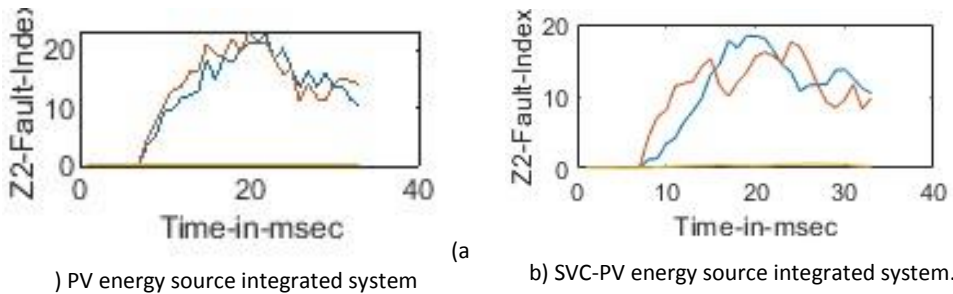 Z2-Fault-Index
20
10
0
0
20
40
Time-in-msec
Z2-Fault-Index
20
10
0
0
10
20
30
40
Time-in-msec
(a
) PV energy source integrated system
b) SVC-PV energy source integrated system.